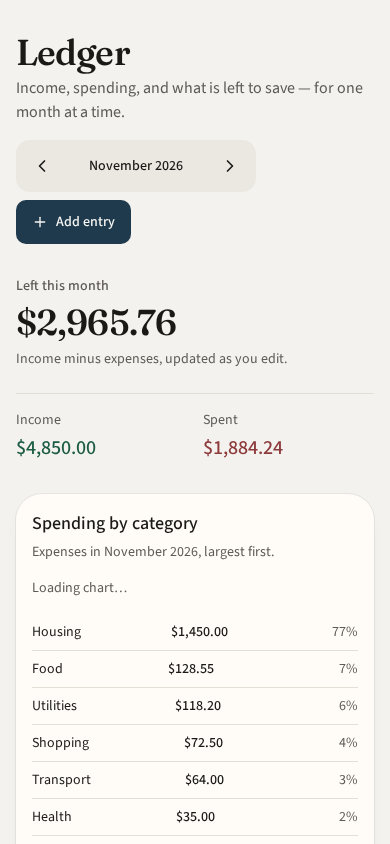 Ledger
Income, spending, and what is left to save — for one
month at a time.
November 2026
Add entry
Left this month
$2,965.76
Income minus expenses, updated as you edit.
Income Spent
$4,850.00 $1,884.24
Spending by category
Expenses in November 2026, largest first.
Loading chart…
Housing $1,450.00 77%
Food $128.55 7%
Utilities $118.20 6%
Shopping $72.50 4%
Transport $64.00 3%
Health $35.00 2%